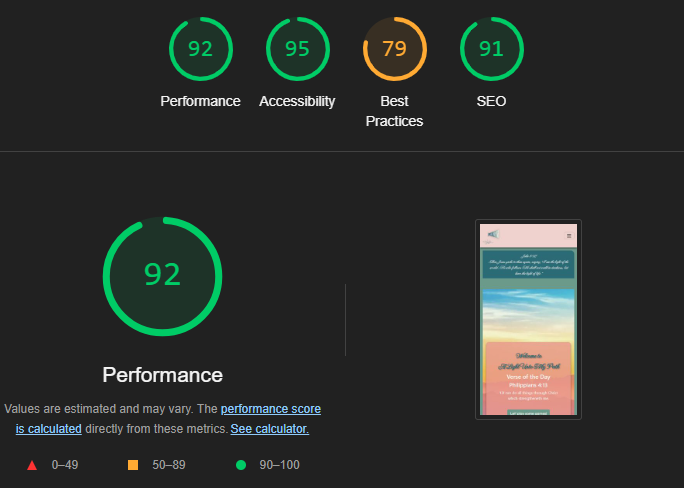 92
95
79
91
Performance
Accessibility
Best
Practices
SEO
92
Performance
Values are estimated and may vary. The performance score
is calculated directly from these metrics. See calculator.
0–49
50–89
90–100
Welcome to
Verse of the Day
Philippians 4:13